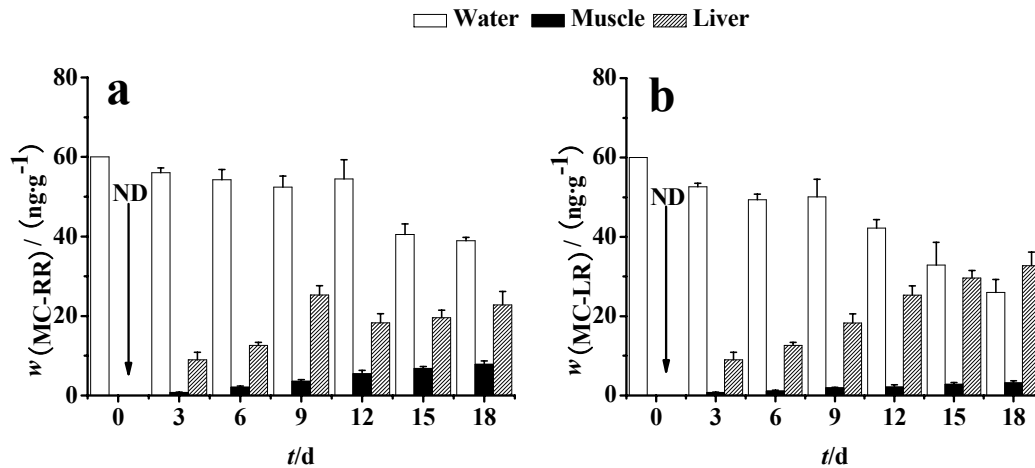 Water Muscle Liver
a
b
80
60
40
20
0
w (MC-RR) / (ng·g⁻¹)
ND
0 3 6 9 12 15 18
t/d
80
60
40
20
0
w (MC-LR) / (ng·g⁻¹)
ND
0 3 6 9 12 15 18
t/d